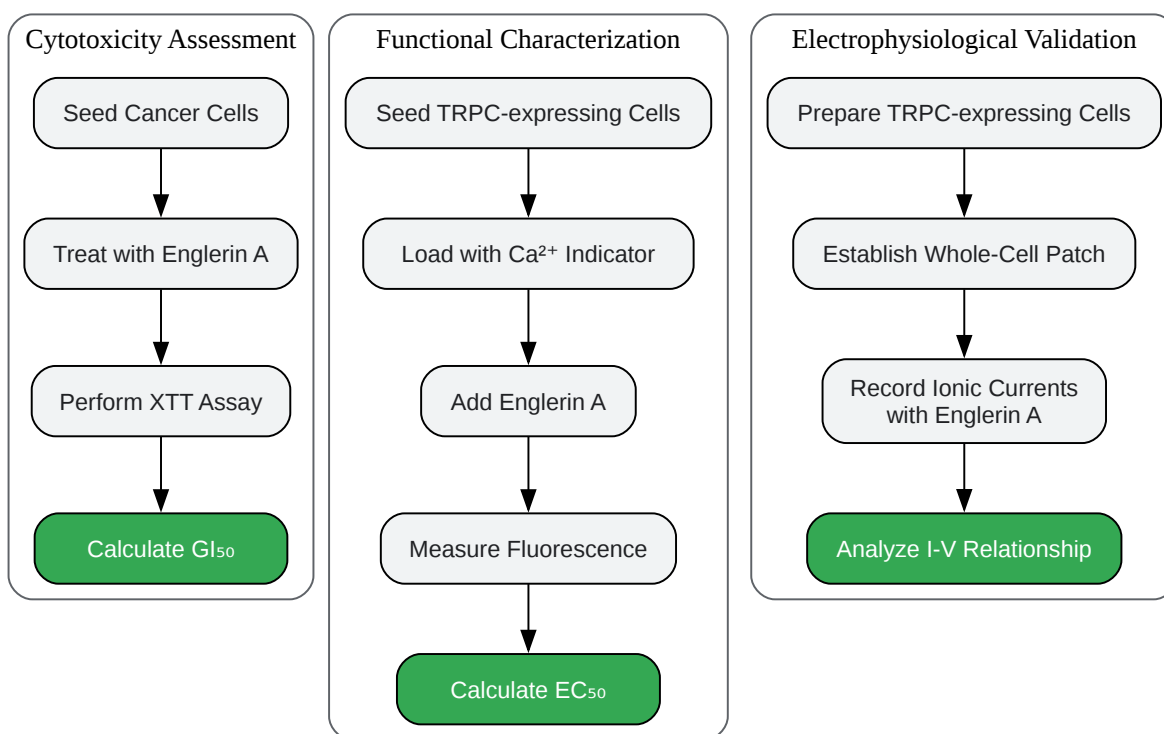 Cytotoxicity Assessment
Seed Cancer Cells
Treat with Englerin A
Perform XTT Assay
Calculate GI₅₀
Functional Characterization
Seed TRPC-expressing Cells
Load with Ca²⁺ Indicator
Add Englerin A
Measure Fluorescence
Calculate EC₅₀
Electrophysiological Validation
Prepare TRPC-expressing Cells
Establish Whole-Cell Patch
Record Ionic Currents
with Englerin A
Analyze I-V Relationship